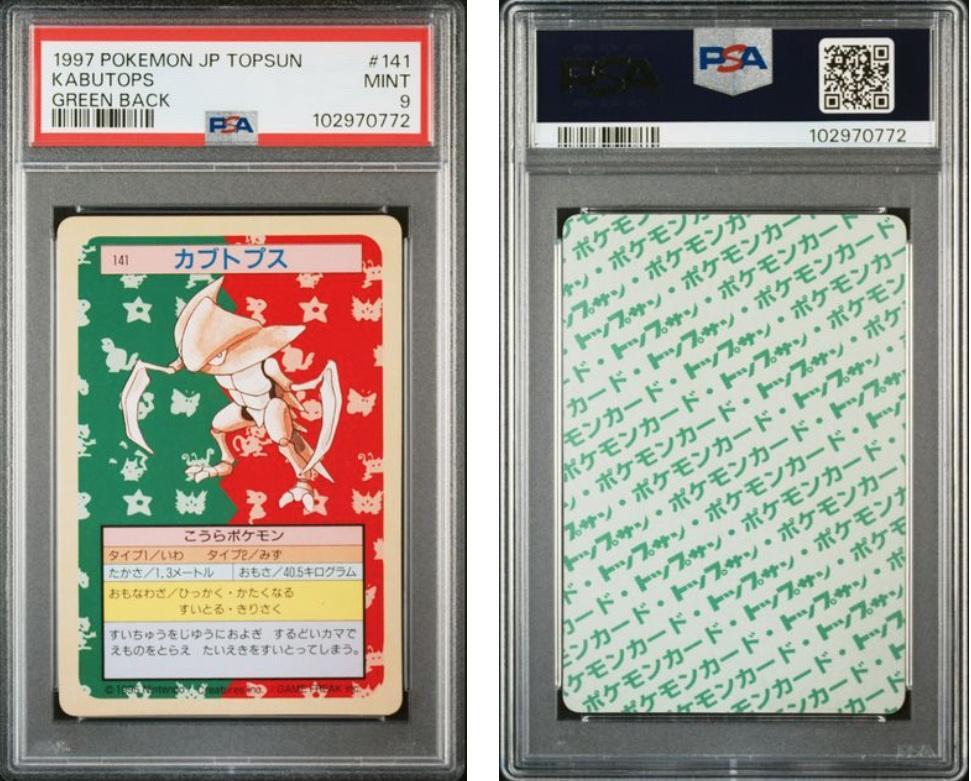 1997 POKEMON JP TOPSUN #141
KABUTOPS MINT
GREEN BACK 9
PSA 102970772
141 カブトプス
こうらポケモン
タイプ1/いわ タイプ2/みず
たかさ/1.3メートル おもさ/40.5キログラム
おもなわざ/ひっかく・かたくなる
すいとる・きりさく
すいちゅうをじゆうにおよぎ するどいカマで
えものをとらえ たいえきをすいとってしまう。
PSA PSA
102970772
ポケモンカード・トップサン・ポケモンカード